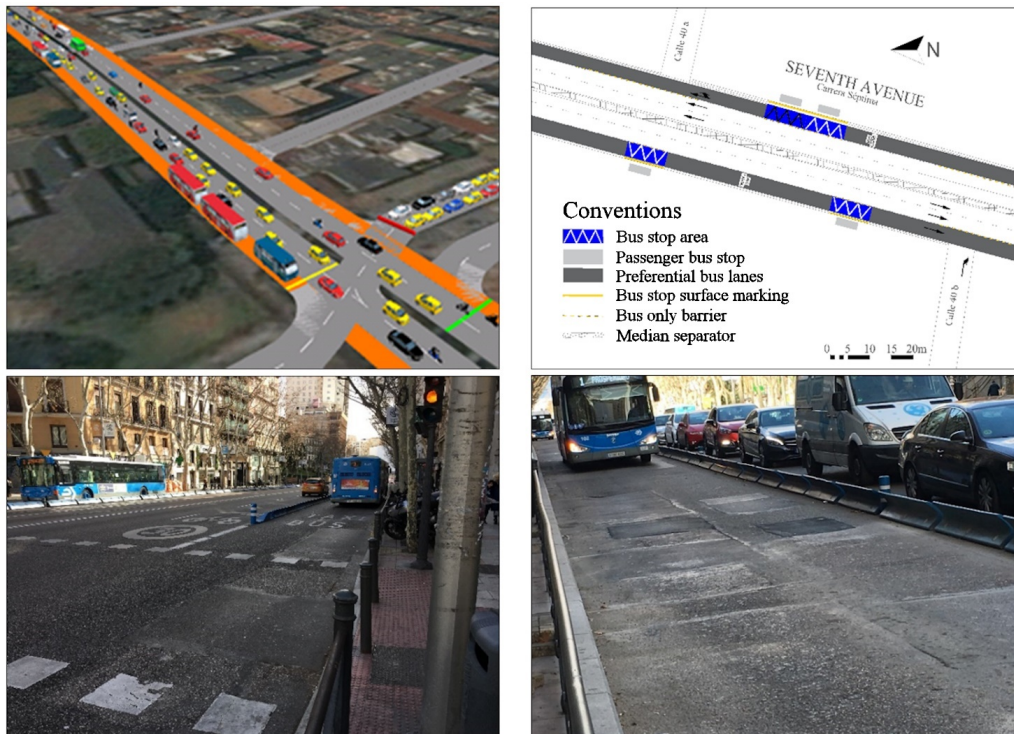 Calle 40 a
N
SEVENTH AVENUE
Carrera Séptima
Conventions
Bus stop area
Passenger bus stop
Preferential bus lanes
Bus stop surface marking
Bus only barrier
Median separator
Calle 40 b
0 5 10 15 20m